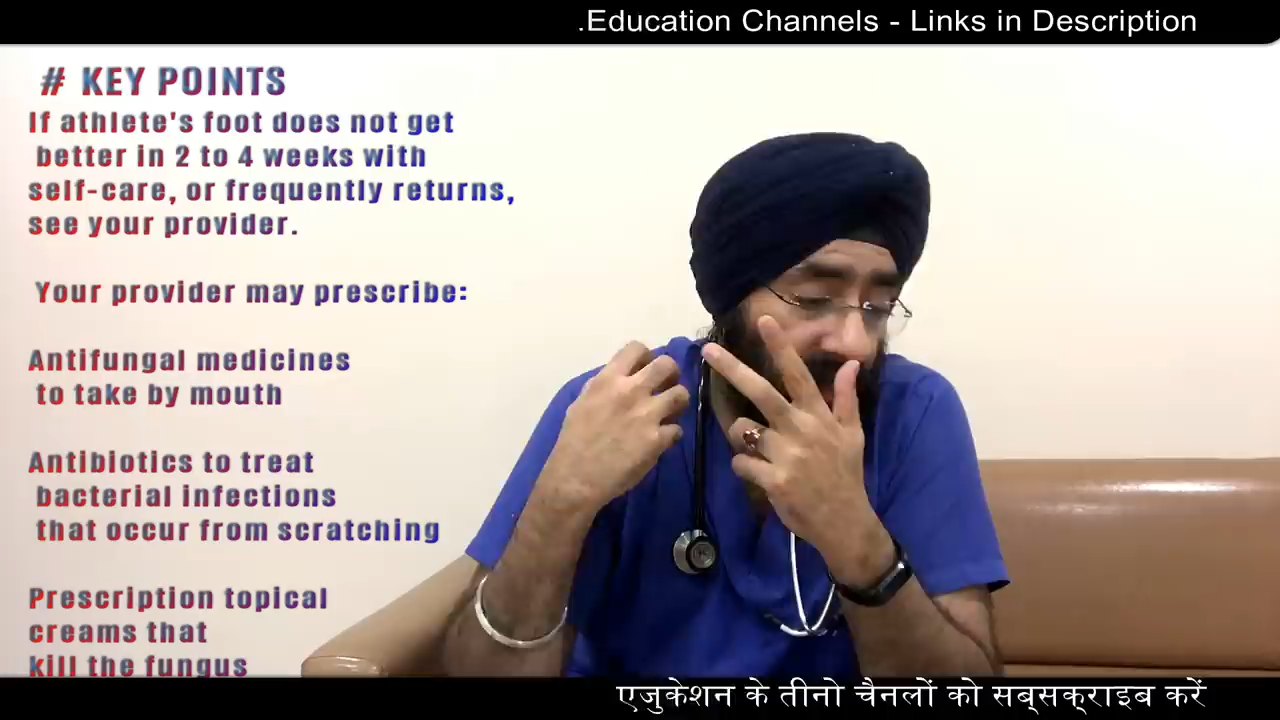 .Education Channels - Links in Description
# KEY POINTS
If athlete's foot does not get
better in 2 to 4 weeks with
self-care, or frequently returns,
see your provider.
Your provider may prescribe:
Antifungal medicines
to take by mouth
Antibiotics to treat
bacterial infections
that occur from scratching
Prescription topical
creams that
kill the fungus
एजुकेशन के तीनो चैनलों को सब्सक्राइब करें